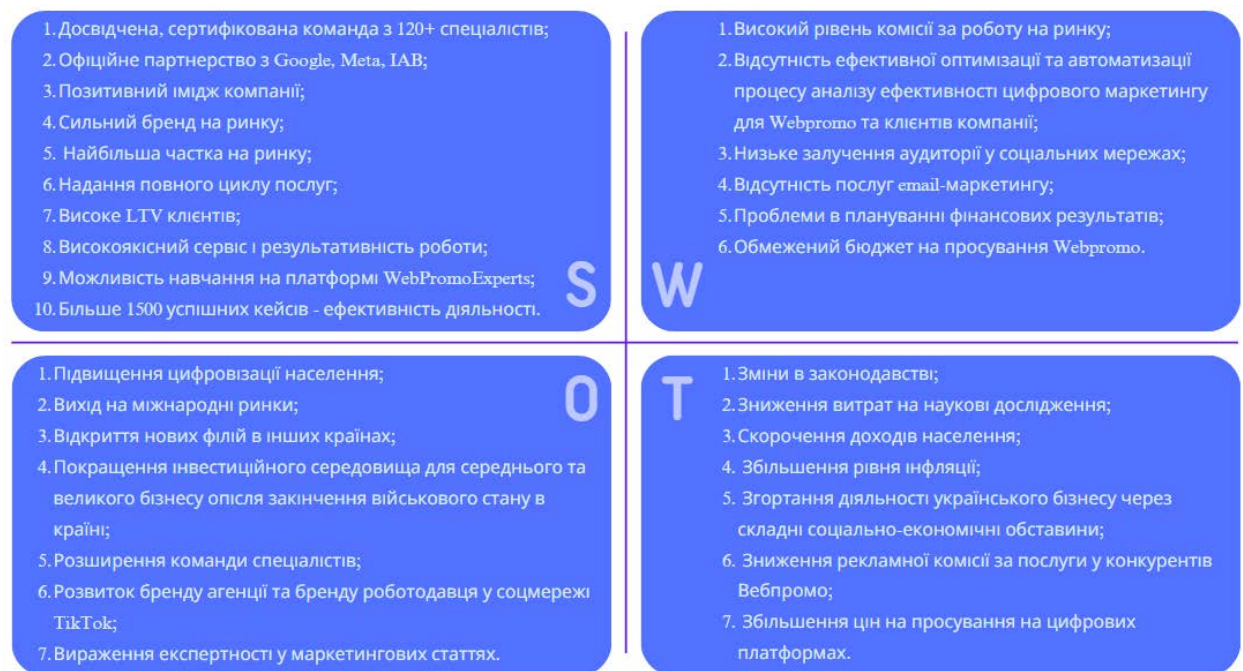 1. Досвідчена, сертифікована команда з 120+ спеціалістів;
2. Офіційне партнерство з Google, Meta, IAB;
3. Позитивний імідж компанії;
4. Сильний бренд на ринку;
5. Найбільша частка на ринку;
6. Надання повного циклу послуг;
7. Високе LTV клієнтів;
8. Високоякісний сервіс і результативність роботи;
9. Можливість навчання на платформі WebPromoExperts;
10. Більше 1500 успішних кейсів - ефективність діяльності.
S
1. Високий рівень комісії за роботу на ринку;
2. Відсутність ефективної оптимізації та автоматизації
процесу аналізу ефективності цифрового маркетингу
для Webpromo та клієнтів компанії;
3. Низьке залучення аудиторії у соціальних мережах;
4. Відсутність послуг email-маркетингу;
5. Проблеми в плануванні фінансових результатів;
6. Обмежений бюджет на просування Webpromo.
W
1. Підвищення цифровізації населення;
2. Вихід на міжнародні ринки;
3. Відкриття нових філій в інших країнах;
4. Покращення інвестиційного середовища для середнього та
великого бізнесу опісля закінчення військового стану в
країні;
5. Розширення команди спеціалістів;
6. Розвиток бренду агенції та бренду роботодавця у соцмережі
TikTok;
7. Вираження експертності у маркетингових статтях.
O
T
1. Зміни в законодавстві;
2. Зниження витрат на наукові дослідження;
3. Скорочення доходів населення;
4. Збільшення рівня інфляції;
5. Згортання діяльності українського бізнесу через
складні соціально-економічні обставини;
6. Зниження рекламної комісії за послуги у конкурентів
Вебпромо;
7. Збільшення цін на просування на цифрових
платформах.